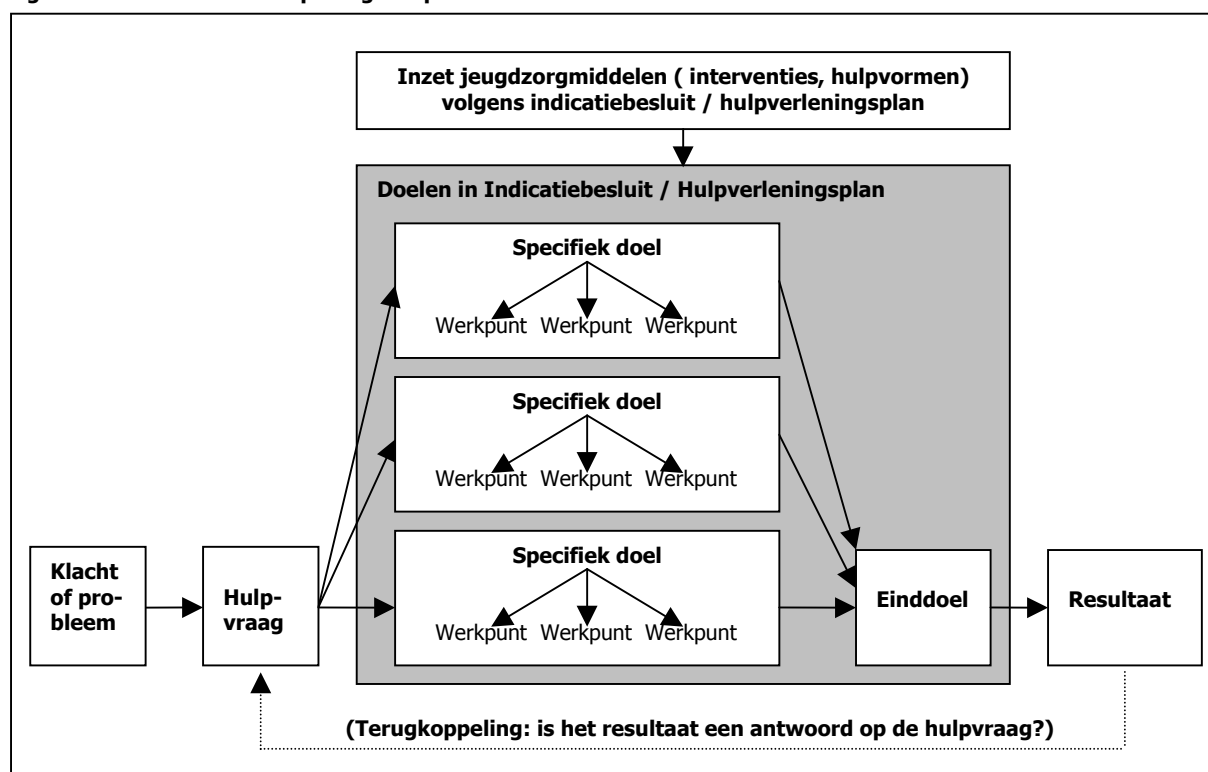 Inzet jeugdzorgmiddelen ( interventies, hulpvormen)
volgens indicatiebesluit / hulpverleningsplan
Doelen in Indicatiebesluit / Hulpverleningsplan
Specifiek doel
Werkpunt Werkpunt Werkpunt
Specifiek doel
Werkpunt Werkpunt Werkpunt
Specifiek doel
Werkpunt Werkpunt Werkpunt
Klacht
of pro-
bleem
Hulp-
vraag
Einddoel
Resultaat
(Terugkoppeling: is het resultaat een antwoord op de hulpvraag?)